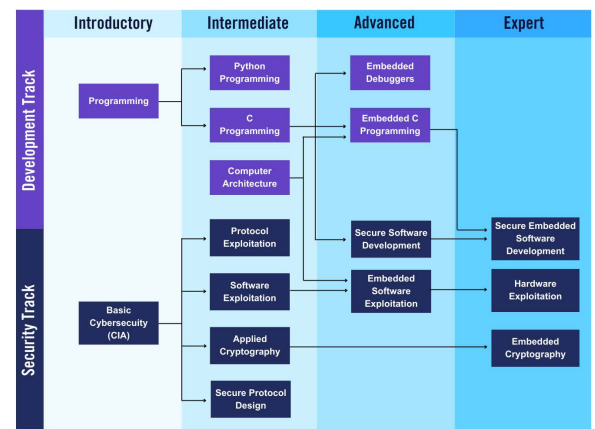 Introductory
Intermediate
Advanced
Expert
Development Track
Security Track
Programming
Python
Programming
C
Programming
Computer
Architecture
Embedded
Debuggers
Embedded C
Programming
Basic
Cybersecuity
(CIA)
Protocol
Exploitation
Software
Exploitation
Applied
Cryptography
Secure Protocol
Design
Secure Software
Development
Embedded
Software
Exploitation
Secure Embedded
Software
Development
Hardware
Exploitation
Embedded
Cryptography